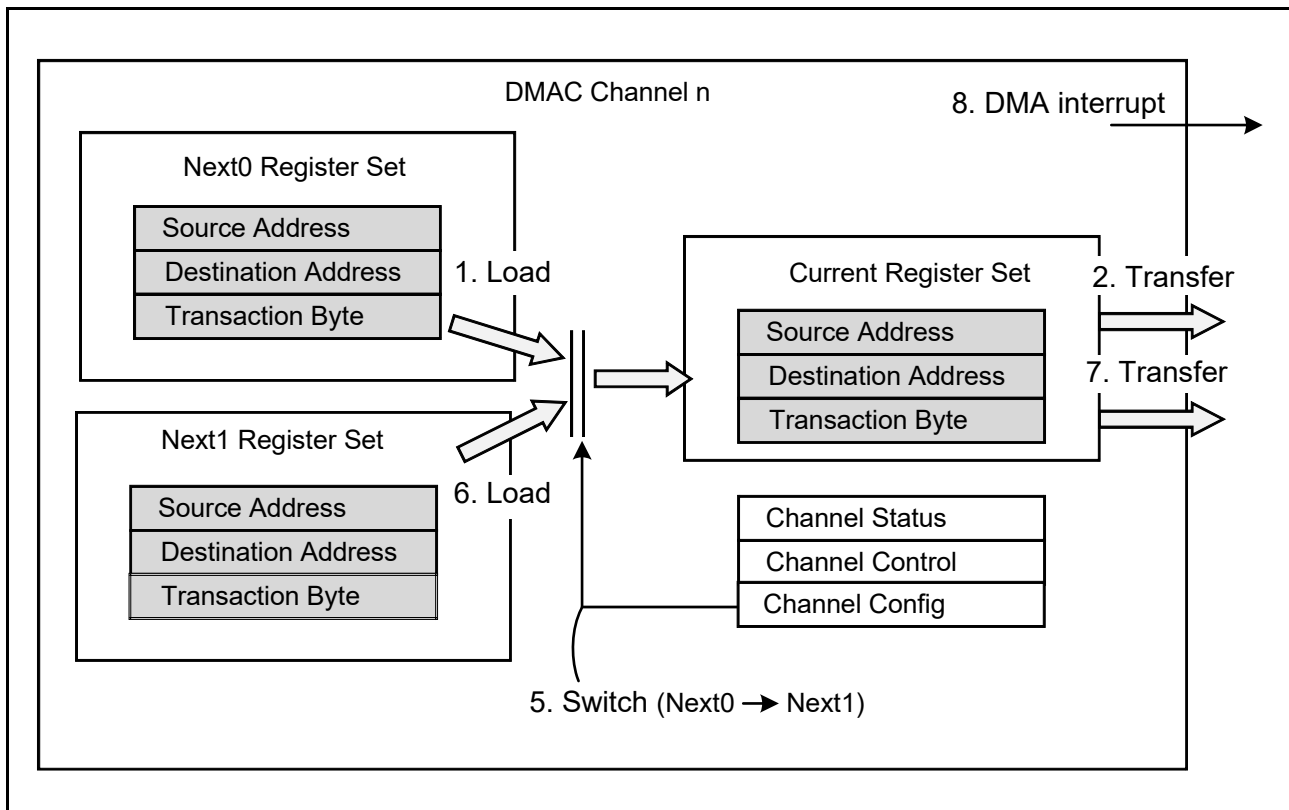 DMAC Channel n
8. DMA interrupt
Next0 Register Set
Source Address
Destination Address
Transaction Byte
1. Load
Current Register Set
Source Address
Destination Address
Transaction Byte
2. Transfer
7. Transfer
Next1 Register Set
Source Address
Destination Address
Transaction Byte
6. Load
Channel Status
Channel Control
Channel Config
5. Switch (Next0 → Next1)